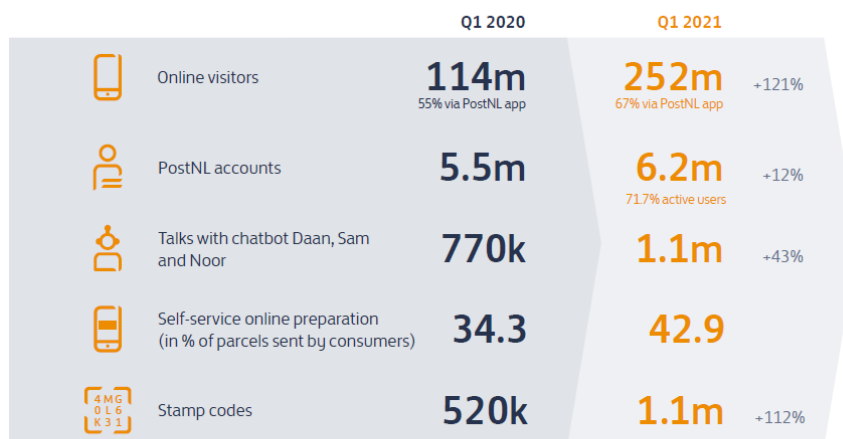 Q1 2020 Q1 2021
Online visitors 114m 252m +121%
55% via PostNL app 67% via PostNL app
PostNL accounts 5.5m 6.2m +12%
71.7% active users
Talks with chatbot Daan, Sam
and Noor 770k 1.1m +43%
Self-service online preparation
(in % of parcels sent by consumers) 34.3 42.9
4MG
0L6
K31
Stamp codes 520k 1.1m +112%